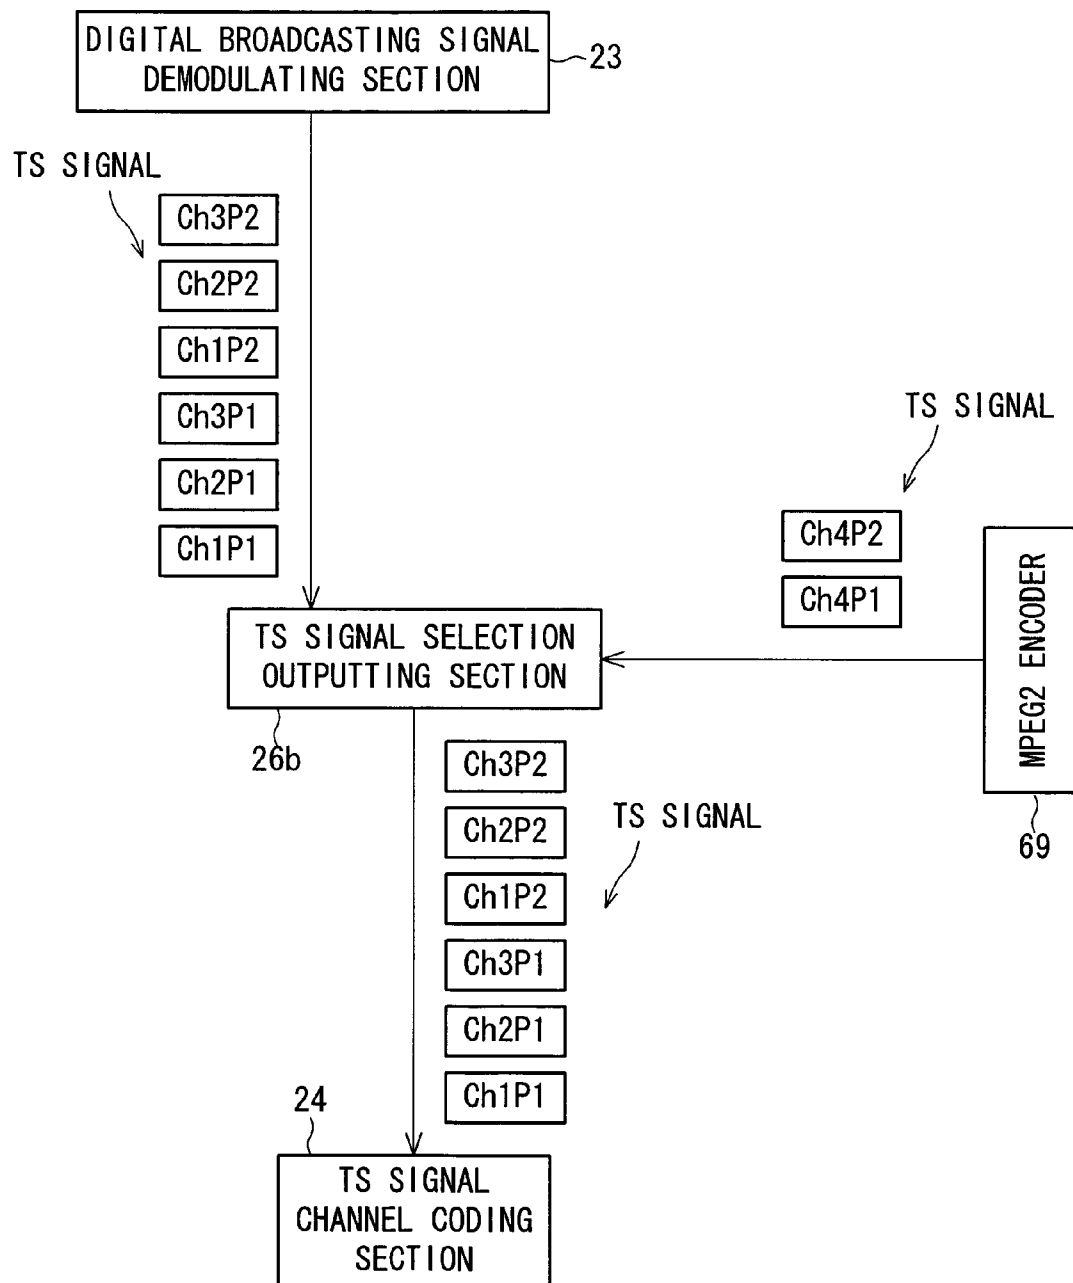 DIGITAL BROADCASTING SIGNAL
DEMODULATING SECTION
23
TS SIGNAL
Ch3P2
Ch2P2
Ch1P2
Ch3P1
Ch2P1
Ch1P1
TS SIGNAL
Ch4P2
Ch4P1
MPEG2 ENCODER
69
TS SIGNAL SELECTION
OUTPUTTING SECTION
26b
Ch3P2
Ch2P2
Ch1P2
Ch3P1
Ch2P1
Ch1P1
TS SIGNAL
24
TS SIGNAL
CHANNEL CODING
SECTION